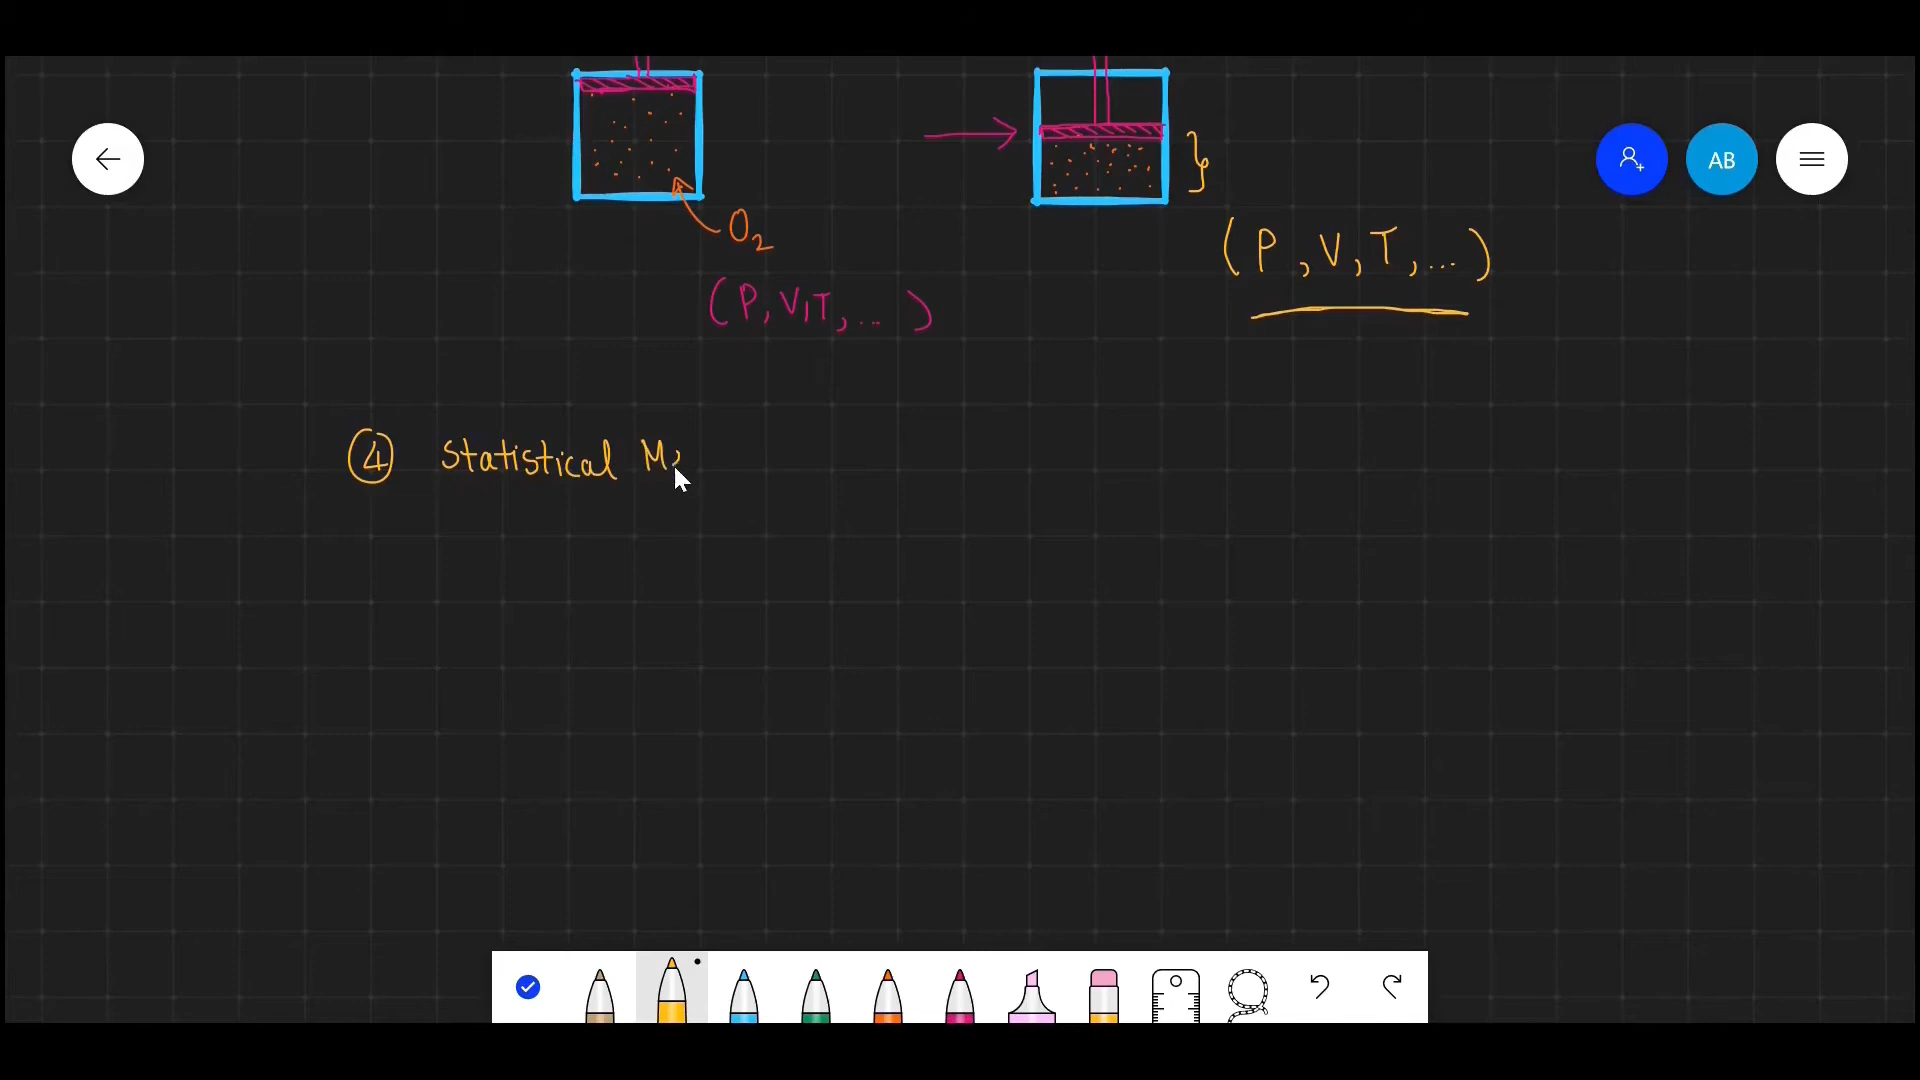 AB
O2
(P, V, T, ...)
(P, V, T, ...)
④ Statistical M